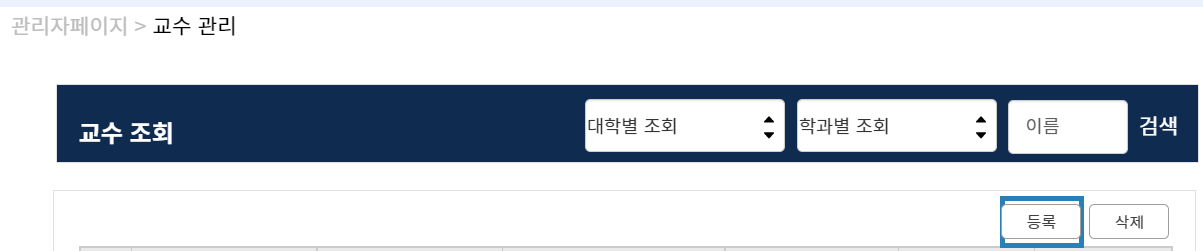 관리자페이지 > 교수 관리
교수 조회 대학별 조회 학과별 조회 이름 검색
등록 삭제